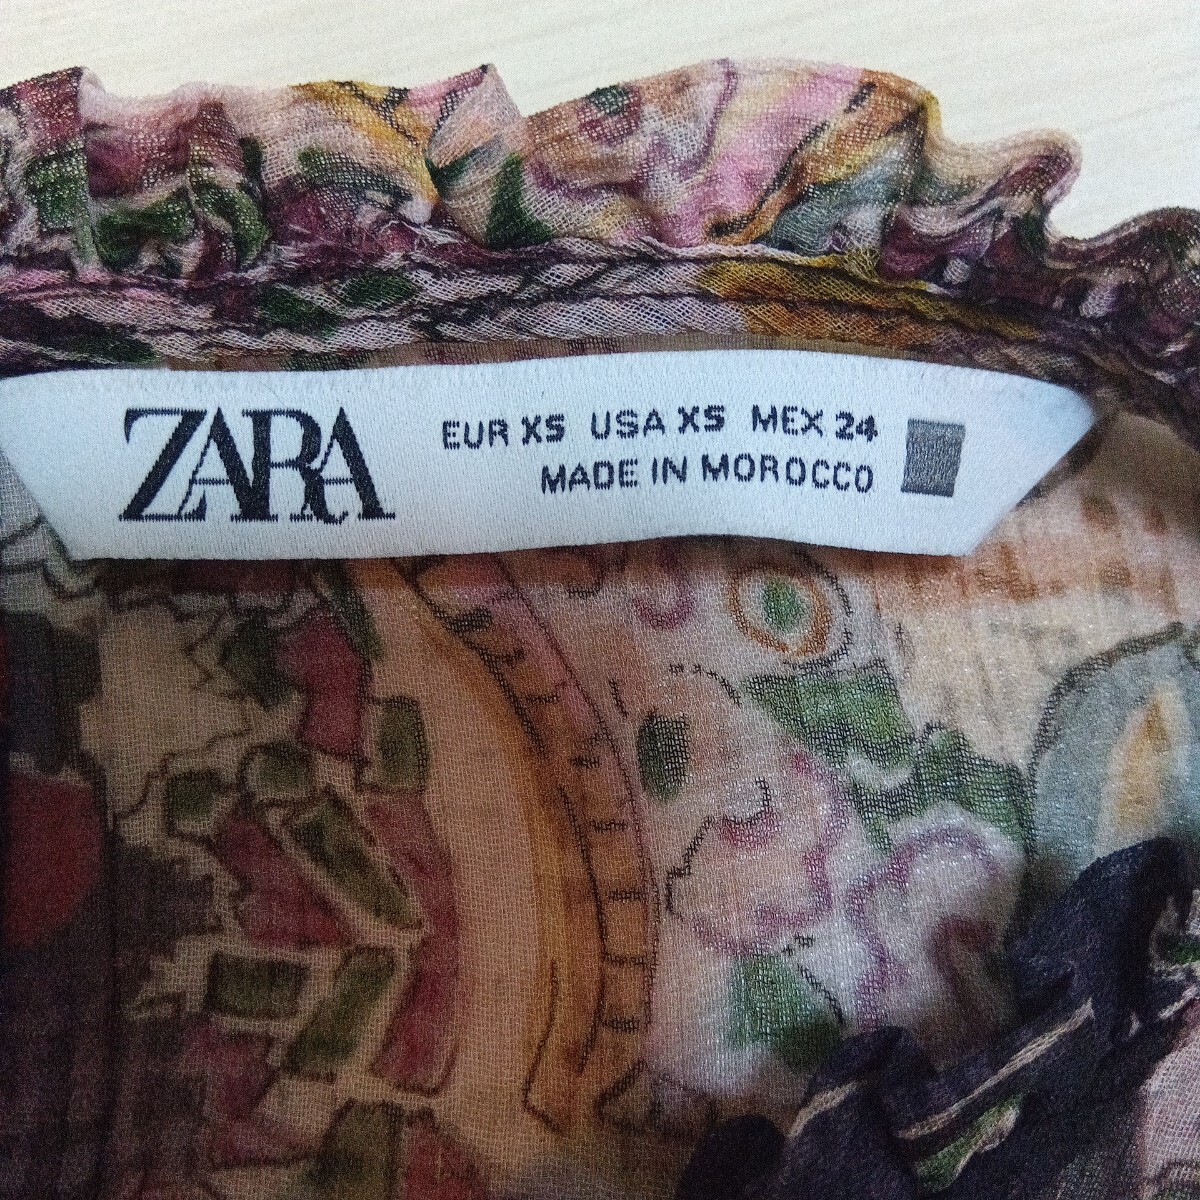 ZARA
EUR XS USA XS MEX 24
MADE IN MOROCCO